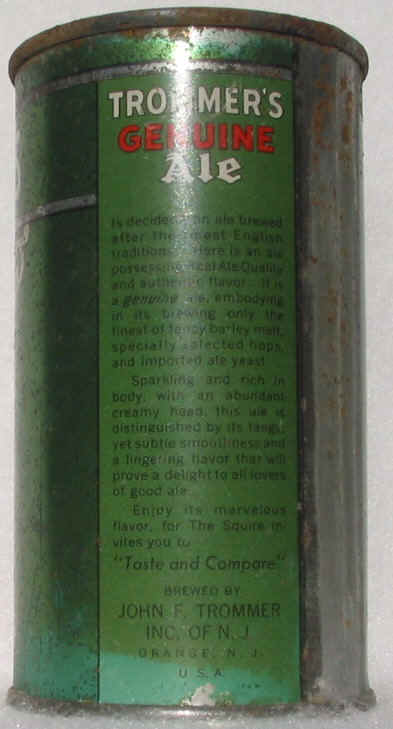 TROMMER'S
GENUINE
Ale
Is decidedly an ale brewed
after the finest English
traditions. Here is an ale
possessing Real Ale Quality
and authentic flavor. It is
a genuine ale, embodying
in its brewing only the
finest of fancy barley malt,
specially selected hops,
and imported ale yeast.
Sparkling and rich in
body, with an abundant
creamy head, this ale is
distinguished by its tangy
yet subtle smoothness and
a lingering flavor that will
prove a delight to all lovers
of good ale.
Enjoy its marvelous
flavor, for The Squire in-
vites you to
"Taste and Compare"
BREWED BY
JOHN F. TROMMER
INC. OF N. J.
ORANGE, N. J.
U. S. A.